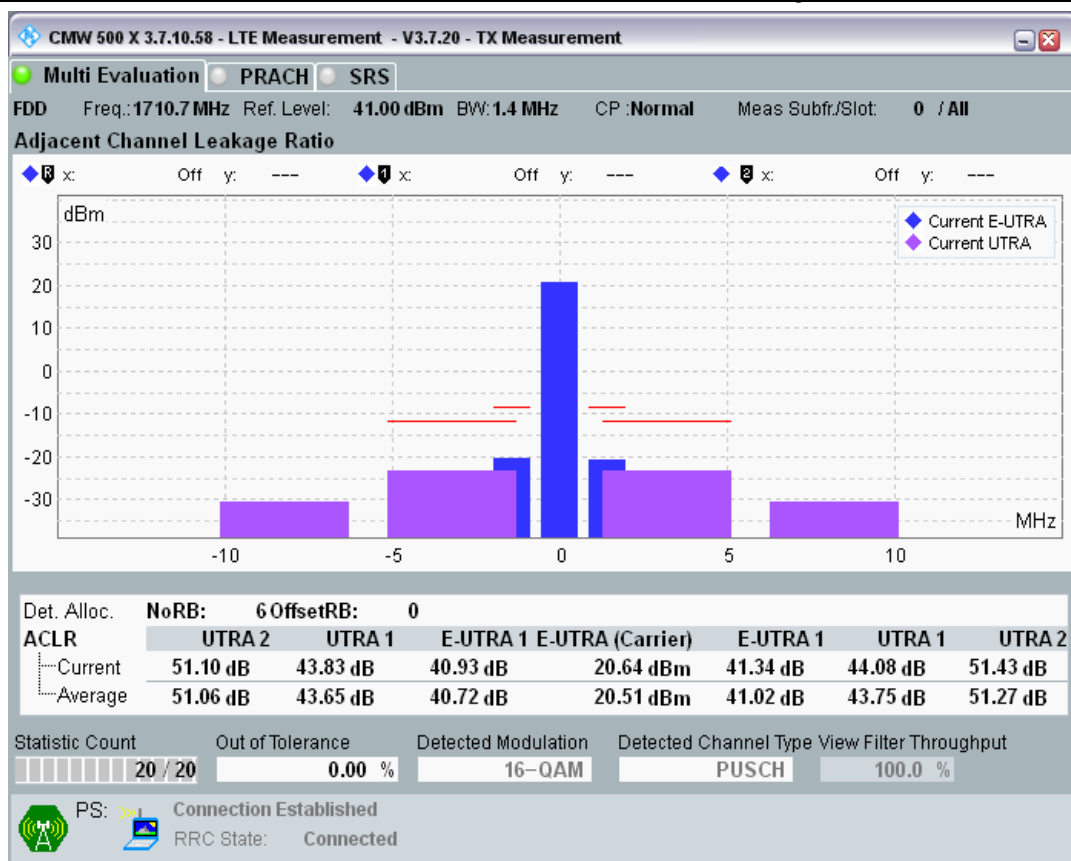 CMW 500 X 3.7.10.58 - LTE Measurement - V3.7.20 - TX Measurement
Multi Evaluation PRACH SRS
FDD Freq.: 1710.7 MHz Ref. Level: 41.00 dBm BW: 1.4 MHz CP :Normal Meas Subfr./Slot: 0 / All
Adjacent Channel Leakage Ratio
R x: Off y: --- 1 x: Off y: --- 2 x: Off y: ---
dBm
Current E-UTRA
Current UTRA
30
20
10
0
-10
-20
-30
MHz
-10 -5 0 5 10
Det. Alloc. NoRB: 6 OffsetRB: 0
ACLR UTRA 2 UTRA 1 E-UTRA 1 E-UTRA (Carrier) E-UTRA 1 UTRA 1 UTRA 2
Current 51.10 dB 43.83 dB 40.93 dB 20.64 dBm 41.34 dB 44.08 dB 51.43 dB
Average 51.06 dB 43.65 dB 40.72 dB 20.51 dBm 41.02 dB 43.75 dB 51.27 dB
Statistic Count Out of Tolerance Detected Modulation Detected Channel Type View Filter Throughput
20 / 20 0.00 % 16-QAM PUSCH 100.0 %
PS: Connection Established
RRC State: Connected